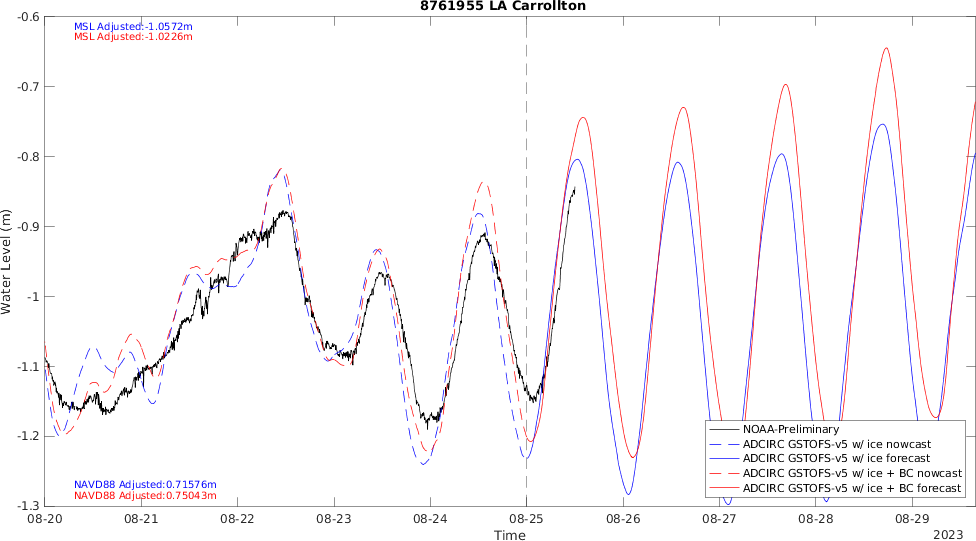 8761955 LA Carrollton
MSL Adjusted:-1.0572m
MSL Adjusted:-1.0226m
-0.6
-0.7
-0.8
-0.9
-1
-1.1
-1.2
-1.3
Water Level (m)
NAVD88 Adjusted:0.71576m
NAVD88 Adjusted:0.75043m
NOAA-Preliminary
ADCIRC GSTOFS-v5 w/ ice nowcast
ADCIRC GSTOFS-v5 w/ ice forecast
ADCIRC GSTOFS-v5 w/ ice + BC nowcast
ADCIRC GSTOFS-v5 w/ ice + BC forecast
08-20 08-21 08-22 08-23 08-24 08-25 08-26 08-27 08-28 08-29
Time
2023